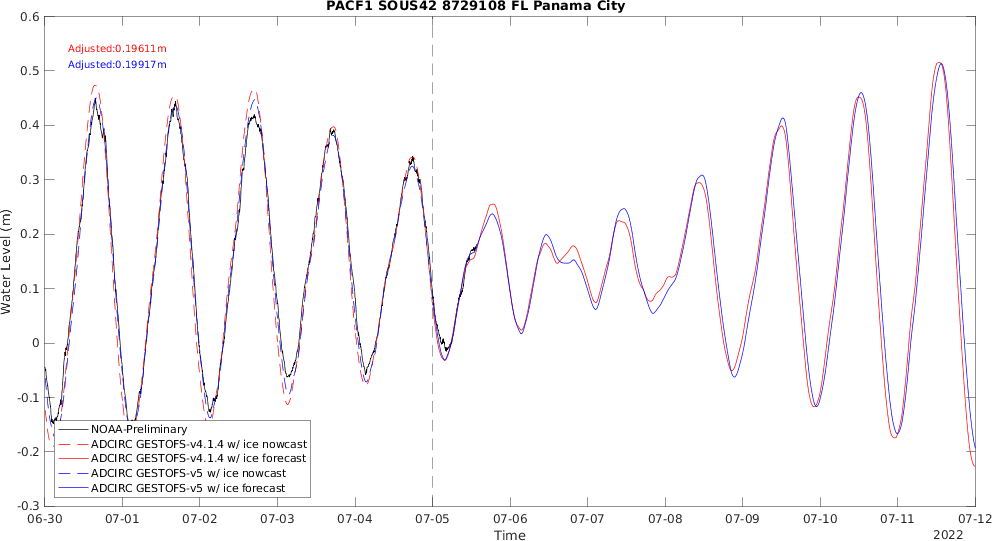 PACF1 SOUS42 8729108 FL Panama City
0.6
Adjusted:0.19611m
Adjusted:0.19917m
0.5
0.4
0.3
0.2
0.1
0
-0.1
-0.2
-0.3
Water Level (m)
NOAA-Preliminary
ADCIRC GESTOFS-v4.1.4 w/ ice nowcast
ADCIRC GESTOFS-v4.1.4 w/ ice forecast
ADCIRC GESTOFS-v5 w/ ice nowcast
ADCIRC GESTOFS-v5 w/ ice forecast
06-30 07-01 07-02 07-03 07-04 07-05 07-06 07-07 07-08 07-09 07-10 07-11 07-12
Time
2022